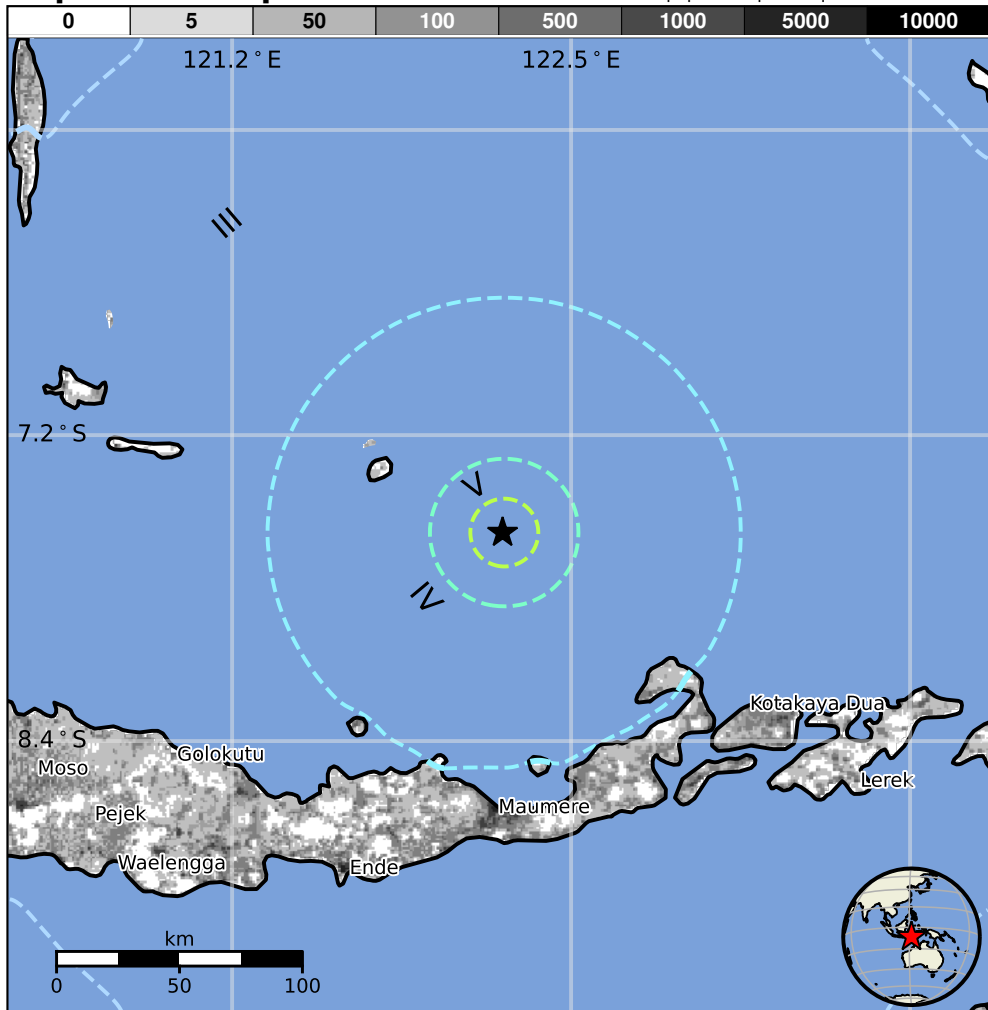 0 5 50 100 500 1000 5000 10000
121.2°E 122.5°E
III
7.2°S
V
IV
Kotakaya Dua
8.4°S
Golokutu
Moso
Lerek
Maumere
Pejek
Waelengga
Ende
km
0 50 100